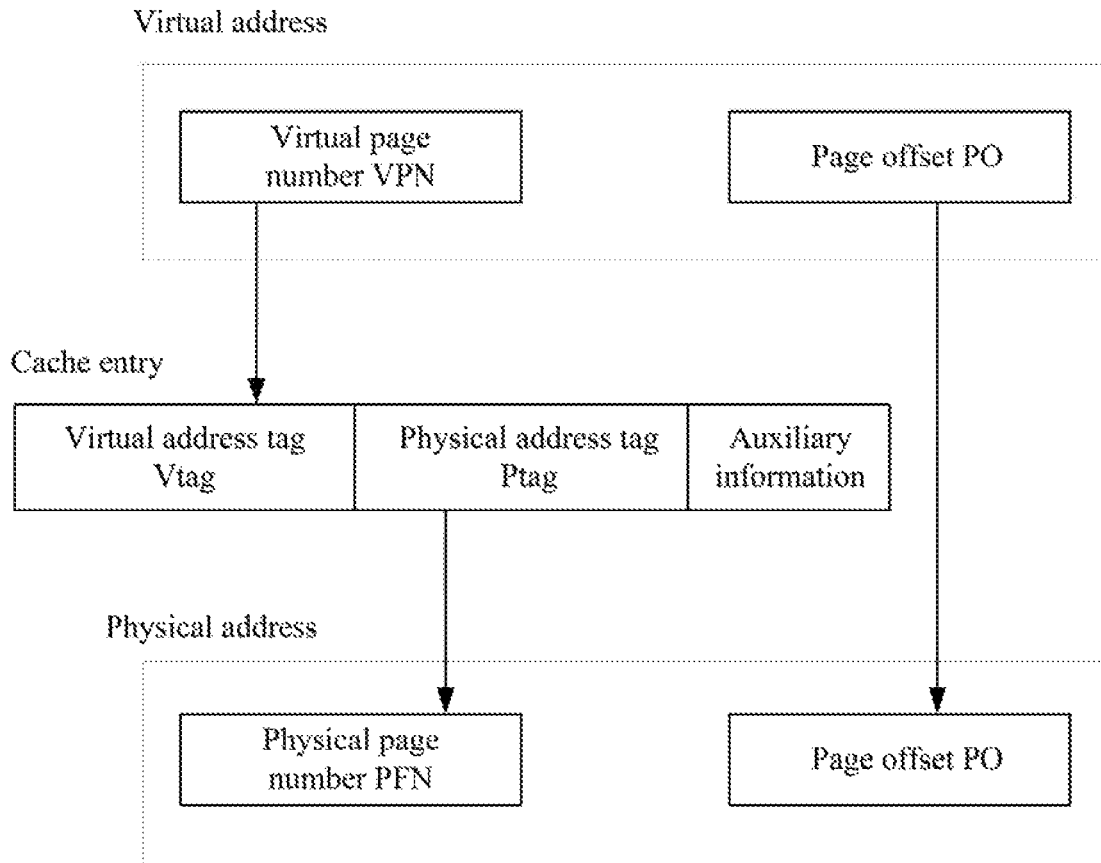 Virtual address
Virtual page
number VPN
Page offset PO
Cache entry
Virtual address tag
Vtag
Physical address tag
Ptag
Auxiliary
information
Physical address
Physical page
number PFN
Page offset PO